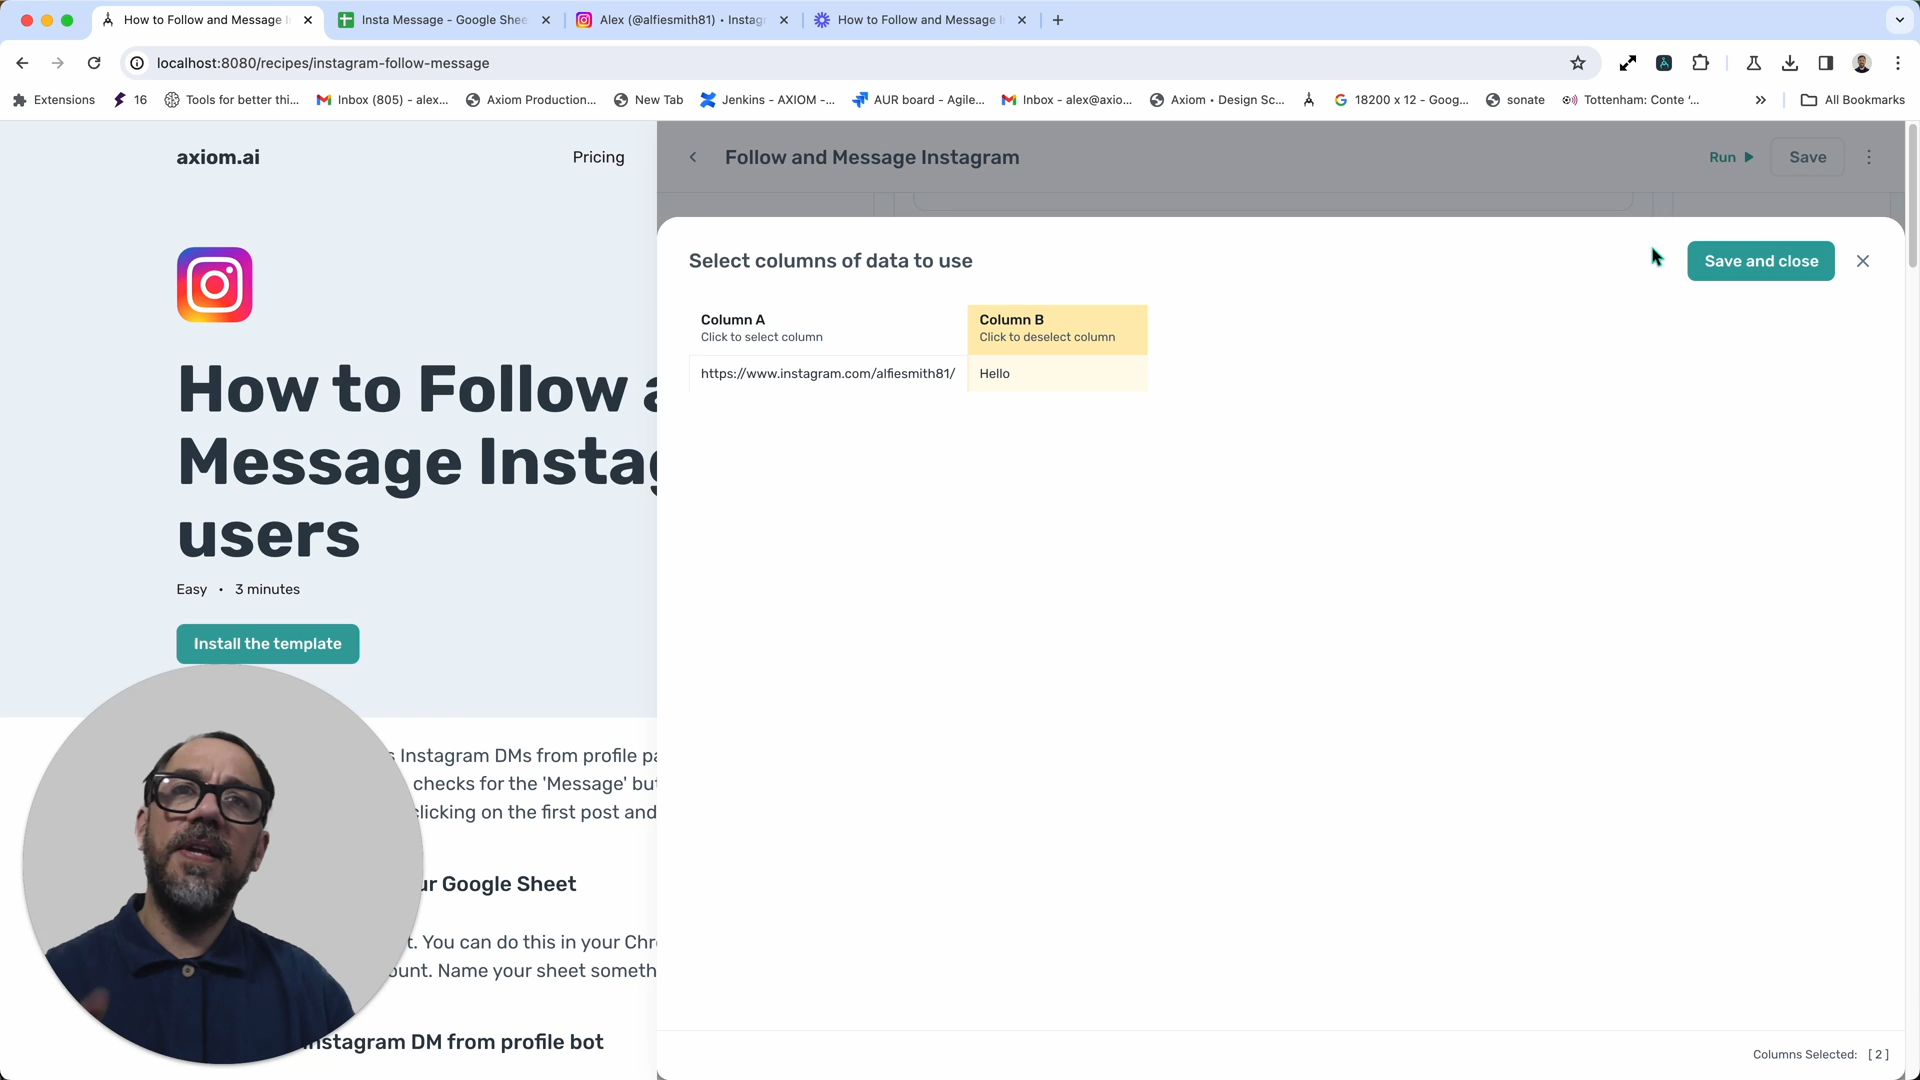 How to Follow and Message I
Insta Message - Google Shee
Alex (@alfiesmith81) • Instagr
How to Follow and Message I
localhost:8080/recipes/instagram-follow-message
Extensions
16
Tools for better thi...
Inbox (805) - alex...
Axiom Production...
New Tab
Jenkins - AXIOM -...
AUR board - Agile...
Inbox - alex@axio...
Axiom • Design Sc...
18200 x 12 - Goog...
sonate
Tottenham: Conte '...
All Bookmarks
axiom.ai
Pricing
How to Follow a
Message Instag
users
Easy • 3 minutes
Install the template
s Instagram DMs from profile pa
checks for the 'Message' but
clicking on the first post and
ur Google Sheet
t. You can do this in your Chr
ount. Name your sheet someth
nstagram DM from profile bot
Follow and Message Instagram
Run
Save
Select columns of data to use
Save and close
Column A
Click to select column
Column B
Click to deselect column
https://www.instagram.com/alfiesmith81/
Hello
Columns Selected: [ 2 ]